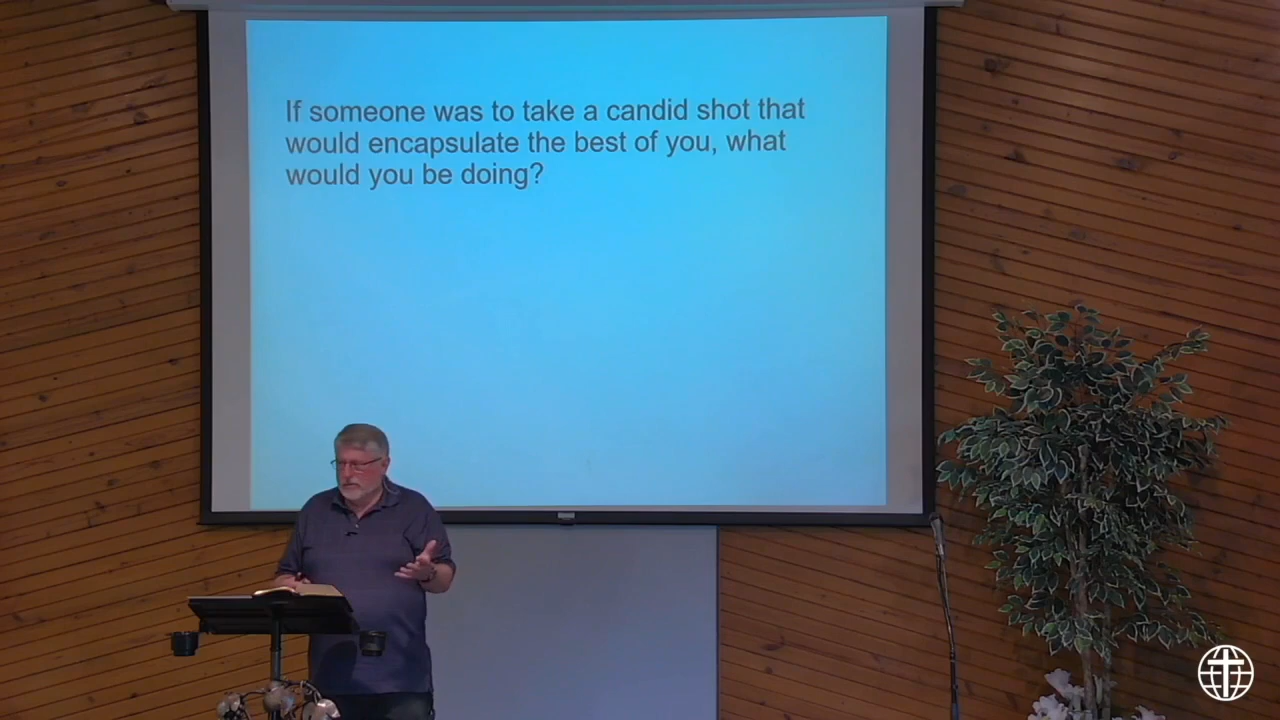 If someone was to take a candid shot that
would encapsulate the best of you, what
would you be doing?